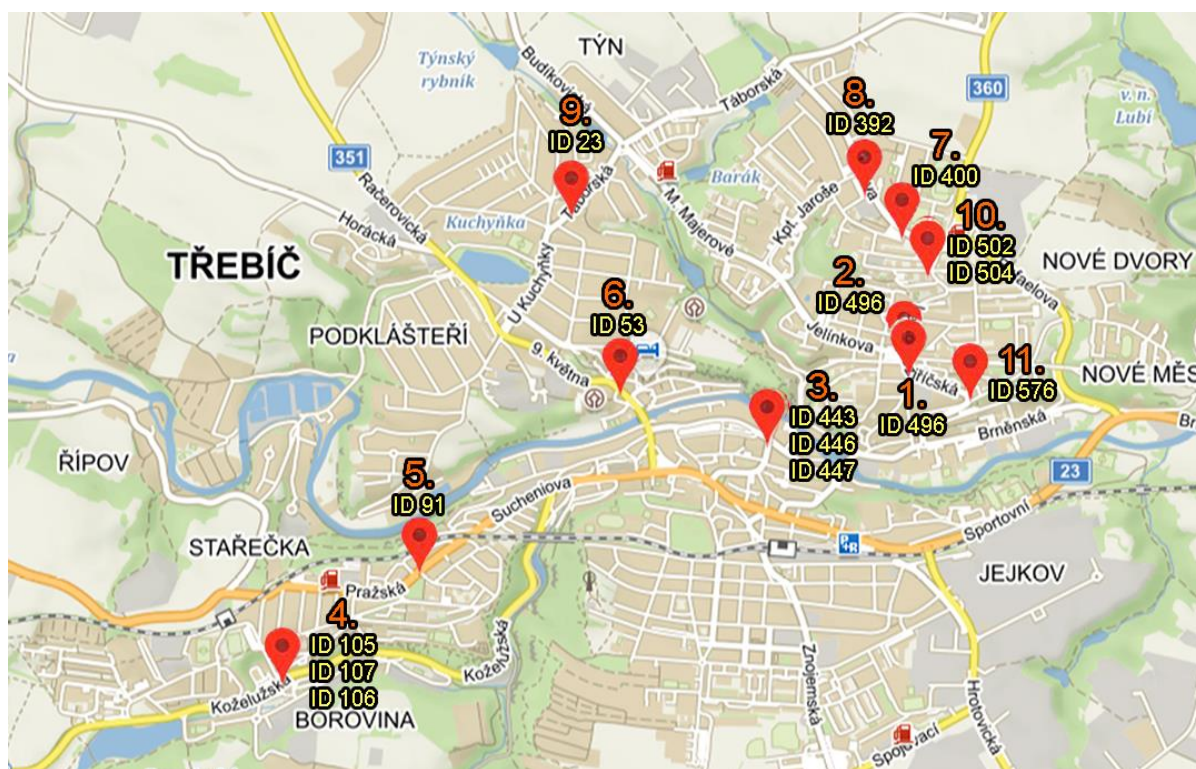 TÝN
Týnský
rybník
Budíkovická
Táborská
360
v. n.
Lubí
9.
ID 23
8.
ID 392
7.
ID 400
351
Račerovická
Horácká
Kuchyňka
Táborská
M. Majerové
Barák
Kpt. Jaroše
10.
ID 502
ID 504
NOVÉ DVORY
TŘEBÍČ
U Kuchyňky
2.
ID 496
PODKLÁŠTEŘÍ
6.
ID 53
Jelínkova
9. května
11.
ID 576
NOVÉ MĚS
3.
ID 443
ID 446
ID 447
1.
ID 496
Brněnská
ŘÍPOV
5.
ID 91
Sucheniova
23
STAŘEČKA
Sportovní
P+R
JEJKOV
Pražská
4.
ID 105
ID 107
ID 106
Koželužská
Koželužská
BOROVINA
Znojemská
Hrotovická
Spojovací